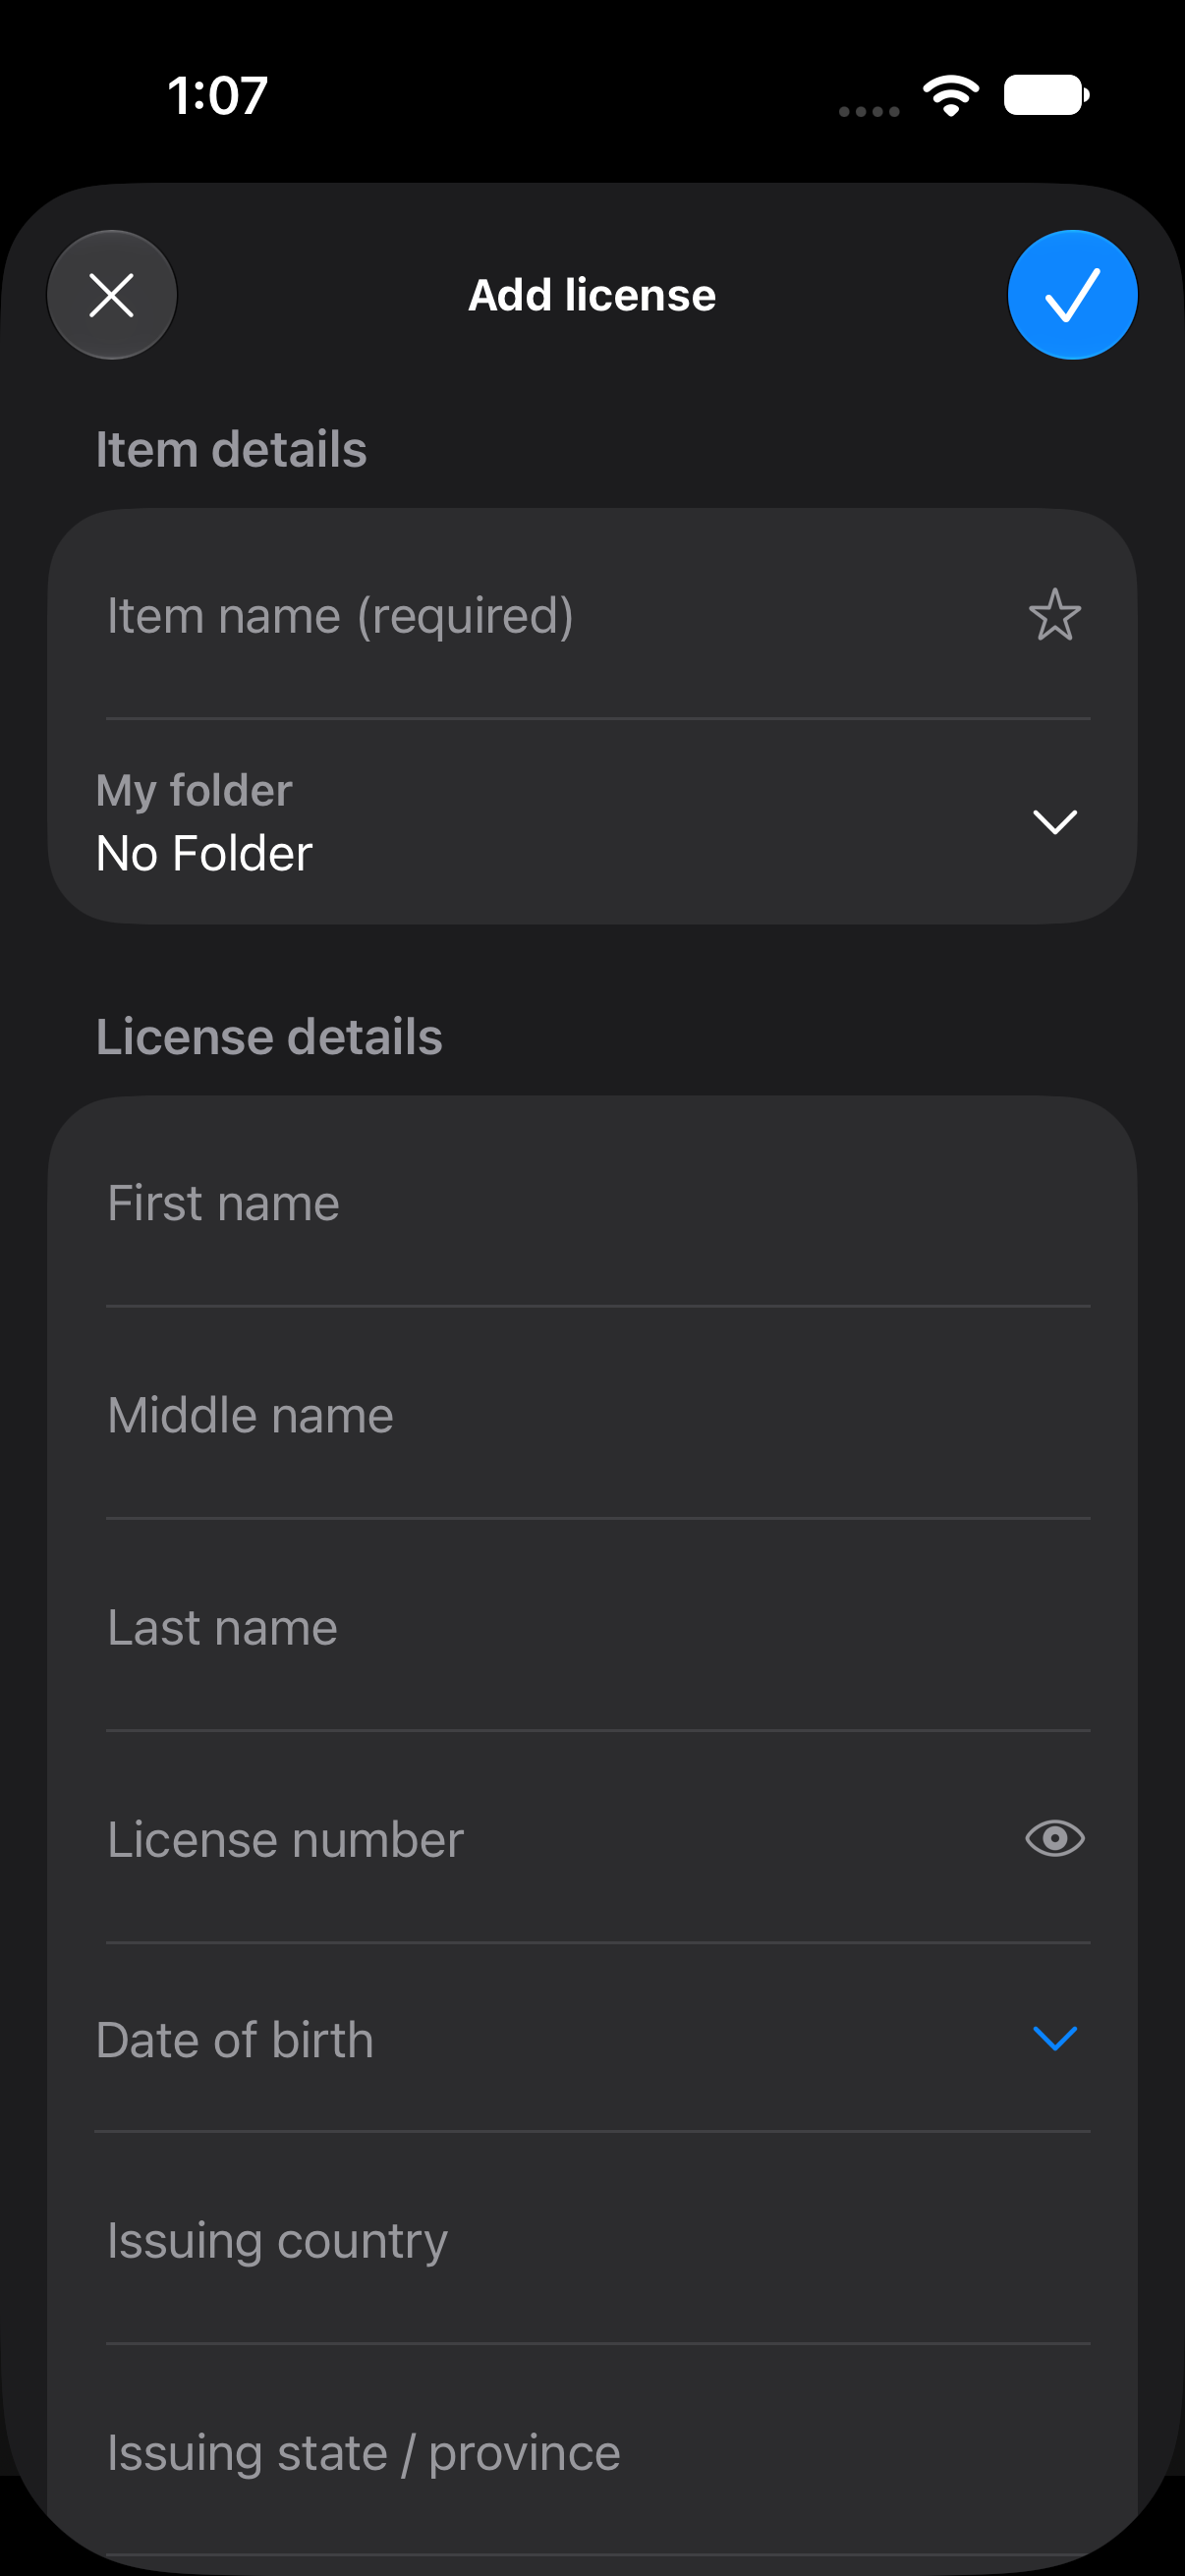 1:07
Add license
Item details
Item name (required)
My folder
No Folder
License details
First name
Middle name
Last name
License number
Date of birth
Issuing country
Issuing state / province